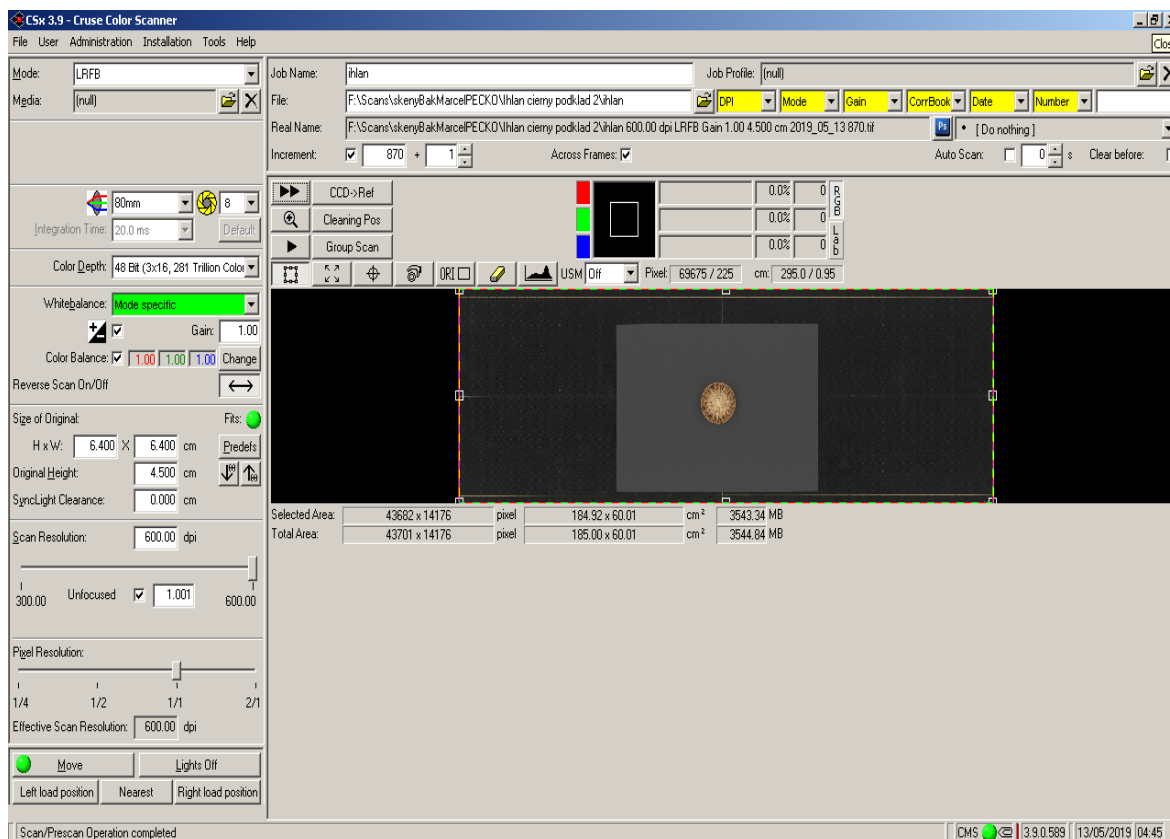 CSx 3.9 - Cruse Color Scanner
File User Administration Installation Tools Help
Clos
Mode: LRFB
Media: (null)
Job Name: ihlan Job Profile: (null)
File: F:\Scans\skenyBakMarcelPECKO\Ihlan cierny podklad 2\ihlan DPI Mode Gain CorrBook Date Number
Real Name: F:\Scans\skenyBakMarcelPECKO\Ihlan cierny podklad 2\ihlan 600.00 dpi LRFB Gain 1.00 4.500 cm 2019_05_13 870.tif Ps • [Do nothing]
Increment: 870 + 1 Across Frames: Auto Scan: 0 s Clear before:
80mm 8
Integration Time: 20.0 ms Default
Color Depth: 48 Bit (3x16, 281 Trillion Color
Whitebalance: Mode specific
Gain: 1.00
Color Balance: 1.00 1.00 1.00 Change
Reverse Scan On/Off
Size of Original: Fits:
H x W: 6.400 X 6.400 cm Predefs
Original Height: 4.500 cm
SyncLight Clearance: 0.000 cm
Scan Resolution: 600.00 dpi
300.00 Unfocused 1.001 600.00
Pixel Resolution:
1/4 1/2 1/1 2/1
Effective Scan Resolution: 600.00 dpi
Move Lights Off
Left load position Nearest Right load position
CCD->Ref
Cleaning Pos
Group Scan
0.0% 0
0.0% 0
0.0% 0
RGB
Lab
ORI USM Off Pixel: 69675 / 225 cm: 295.0 / 0.95
Selected Area: 43682 x 14176 pixel 184.92 x 60.01 cm² 3543.34 MB
Total Area: 43701 x 14176 pixel 185.00 x 60.01 cm² 3544.84 MB
Scan/Prescan Operation completed CMS 3.9.0.589 13/05/2019 04:45